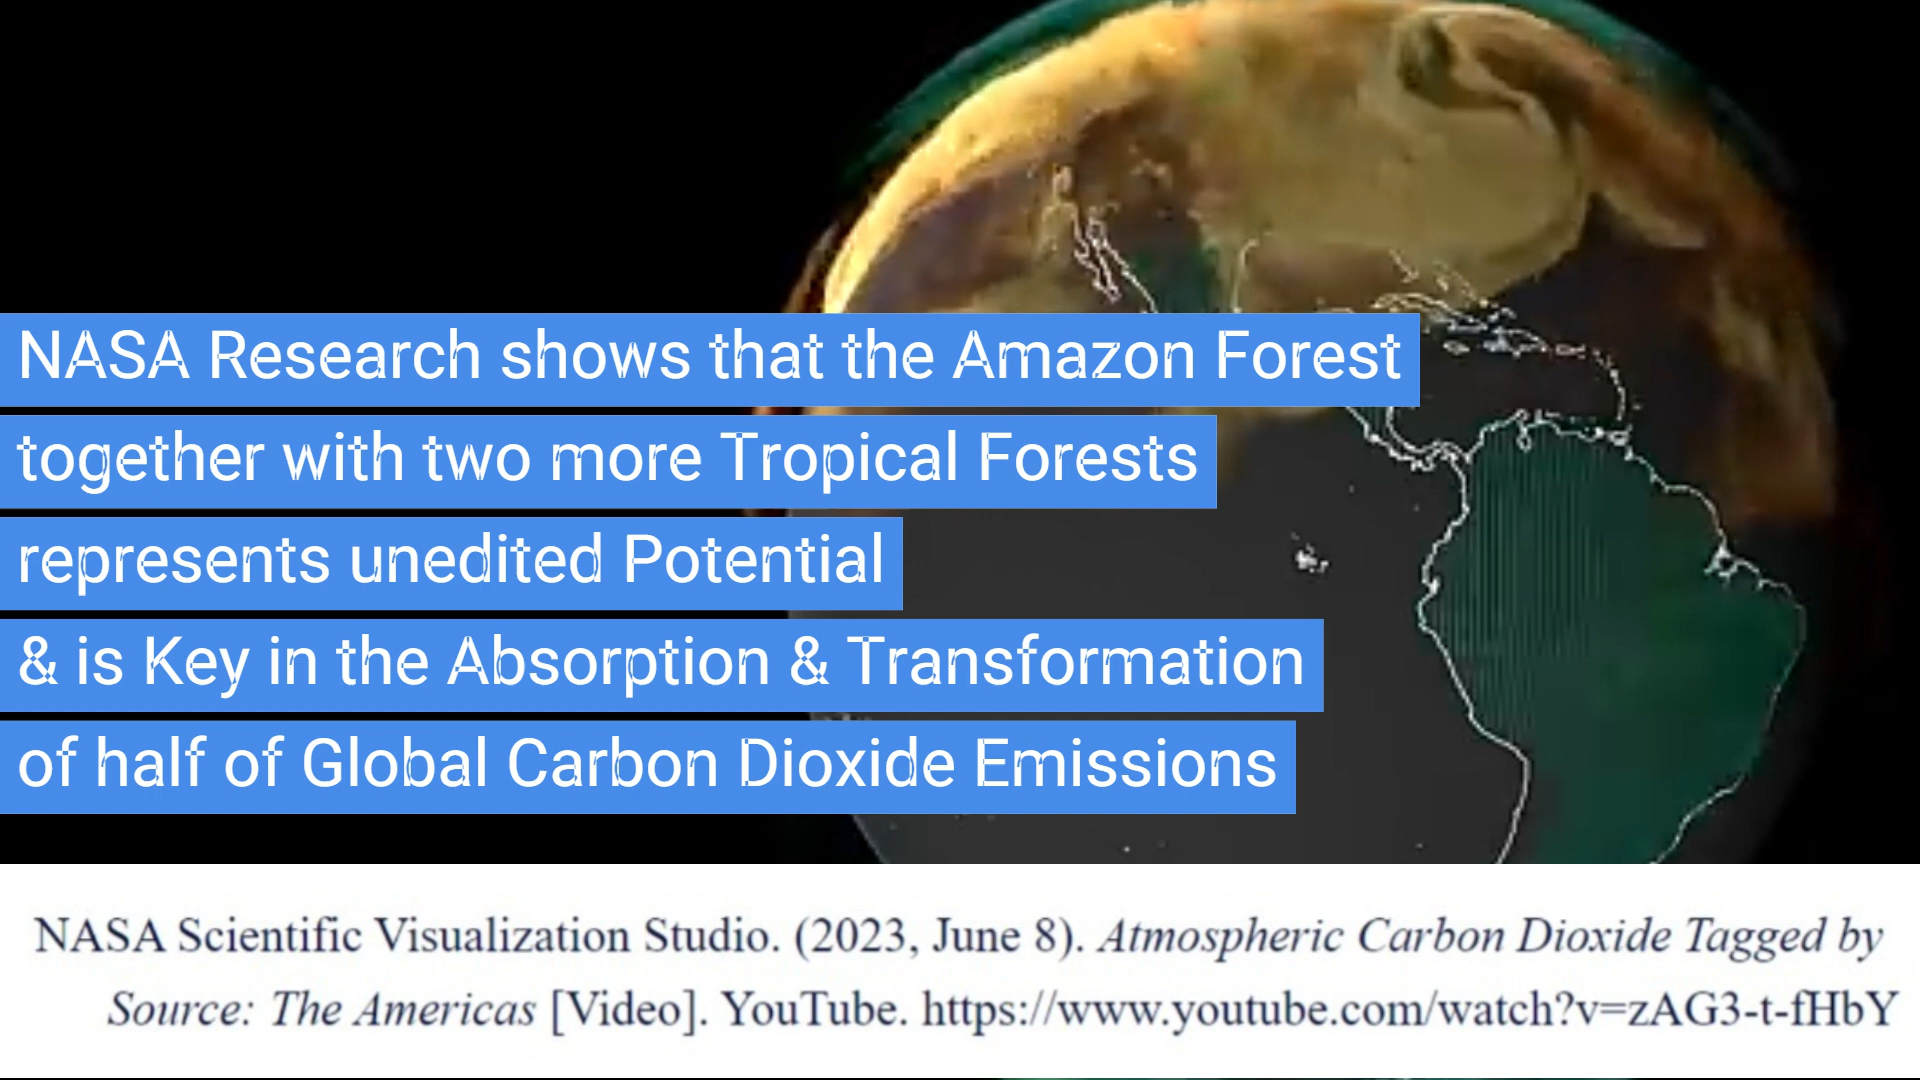 NASA Research shows that the Amazon Forest
together with two more Tropical Forests
represents unedited Potential
& is Key in the Absorption & Transformation
of half of Global Carbon Dioxide Emissions
NASA Scientific Visualization Studio. (2023, June 8). Atmospheric Carbon Dioxide Tagged by
Source: The Americas [Video]. YouTube. https://www.youtube.com/watch?v=zAG3-t-fHbY